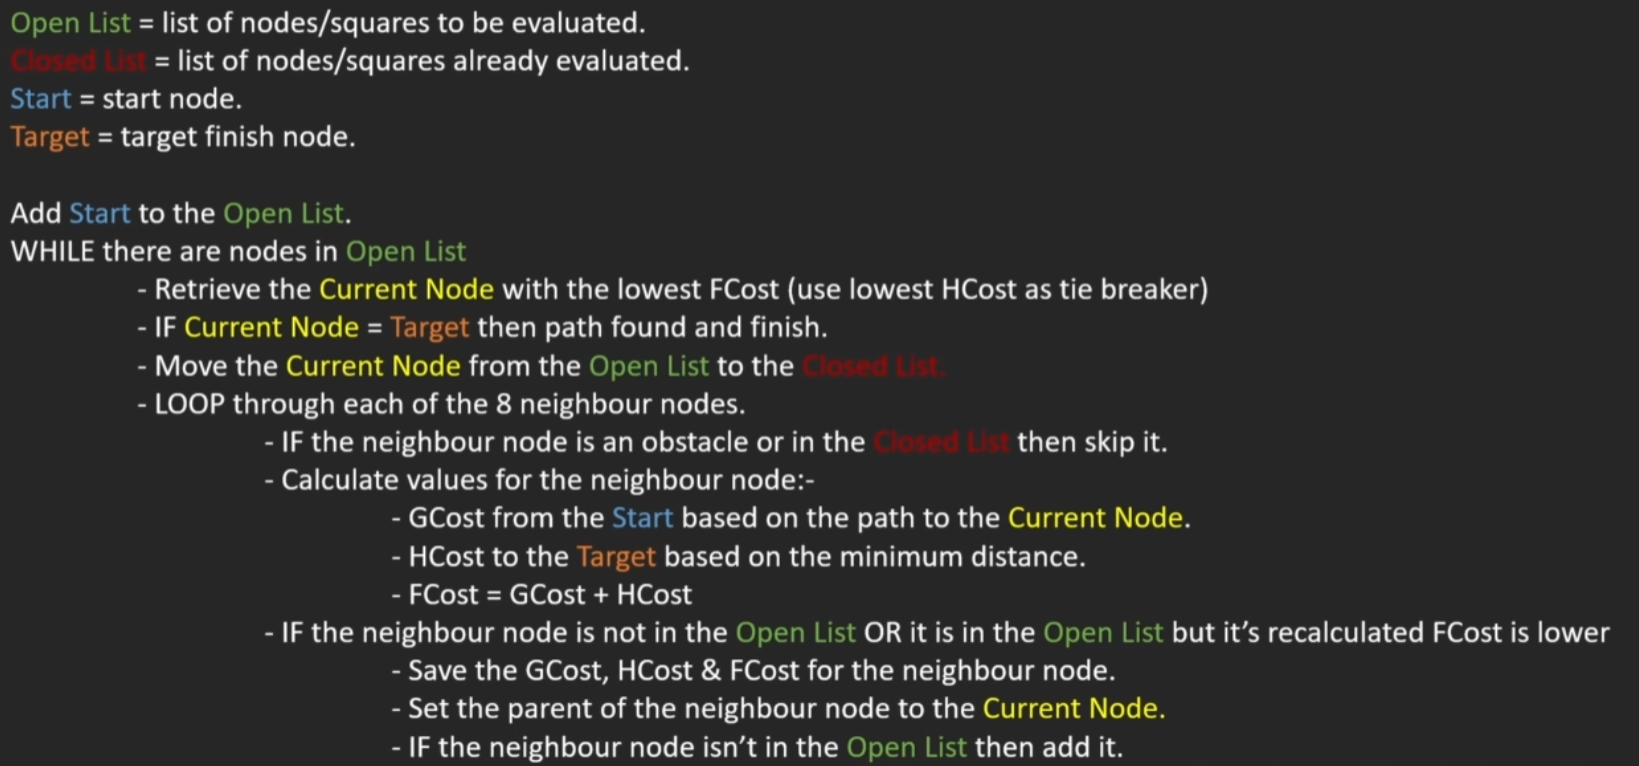 Open List = list of nodes/squares to be evaluated.
Closed List = list of nodes/squares already evaluated.
Start = start node.
Target = target finish node.
Add Start to the Open List.
WHILE there are nodes in Open List
- Retrieve the Current Node with the lowest FCost (use lowest HCost as tie breaker)
- IF Current Node = Target then path found and finish.
- Move the Current Node from the Open List to the Closed List.
- LOOP through each of the 8 neighbour nodes.
- IF the neighbour node is an obstacle or in the Closed List then skip it.
- Calculate values for the neighbour node:-
- GCost from the Start based on the path to the Current Node.
- HCost to the Target based on the minimum distance.
- FCost = GCost + HCost
- IF the neighbour node is not in the Open List OR it is in the Open List but it’s recalculated FCost is lower
- Save the GCost, HCost & FCost for the neighbour node.
- Set the parent of the neighbour node to the Current Node.
- IF the neighbour node isn’t in the Open List then add it.